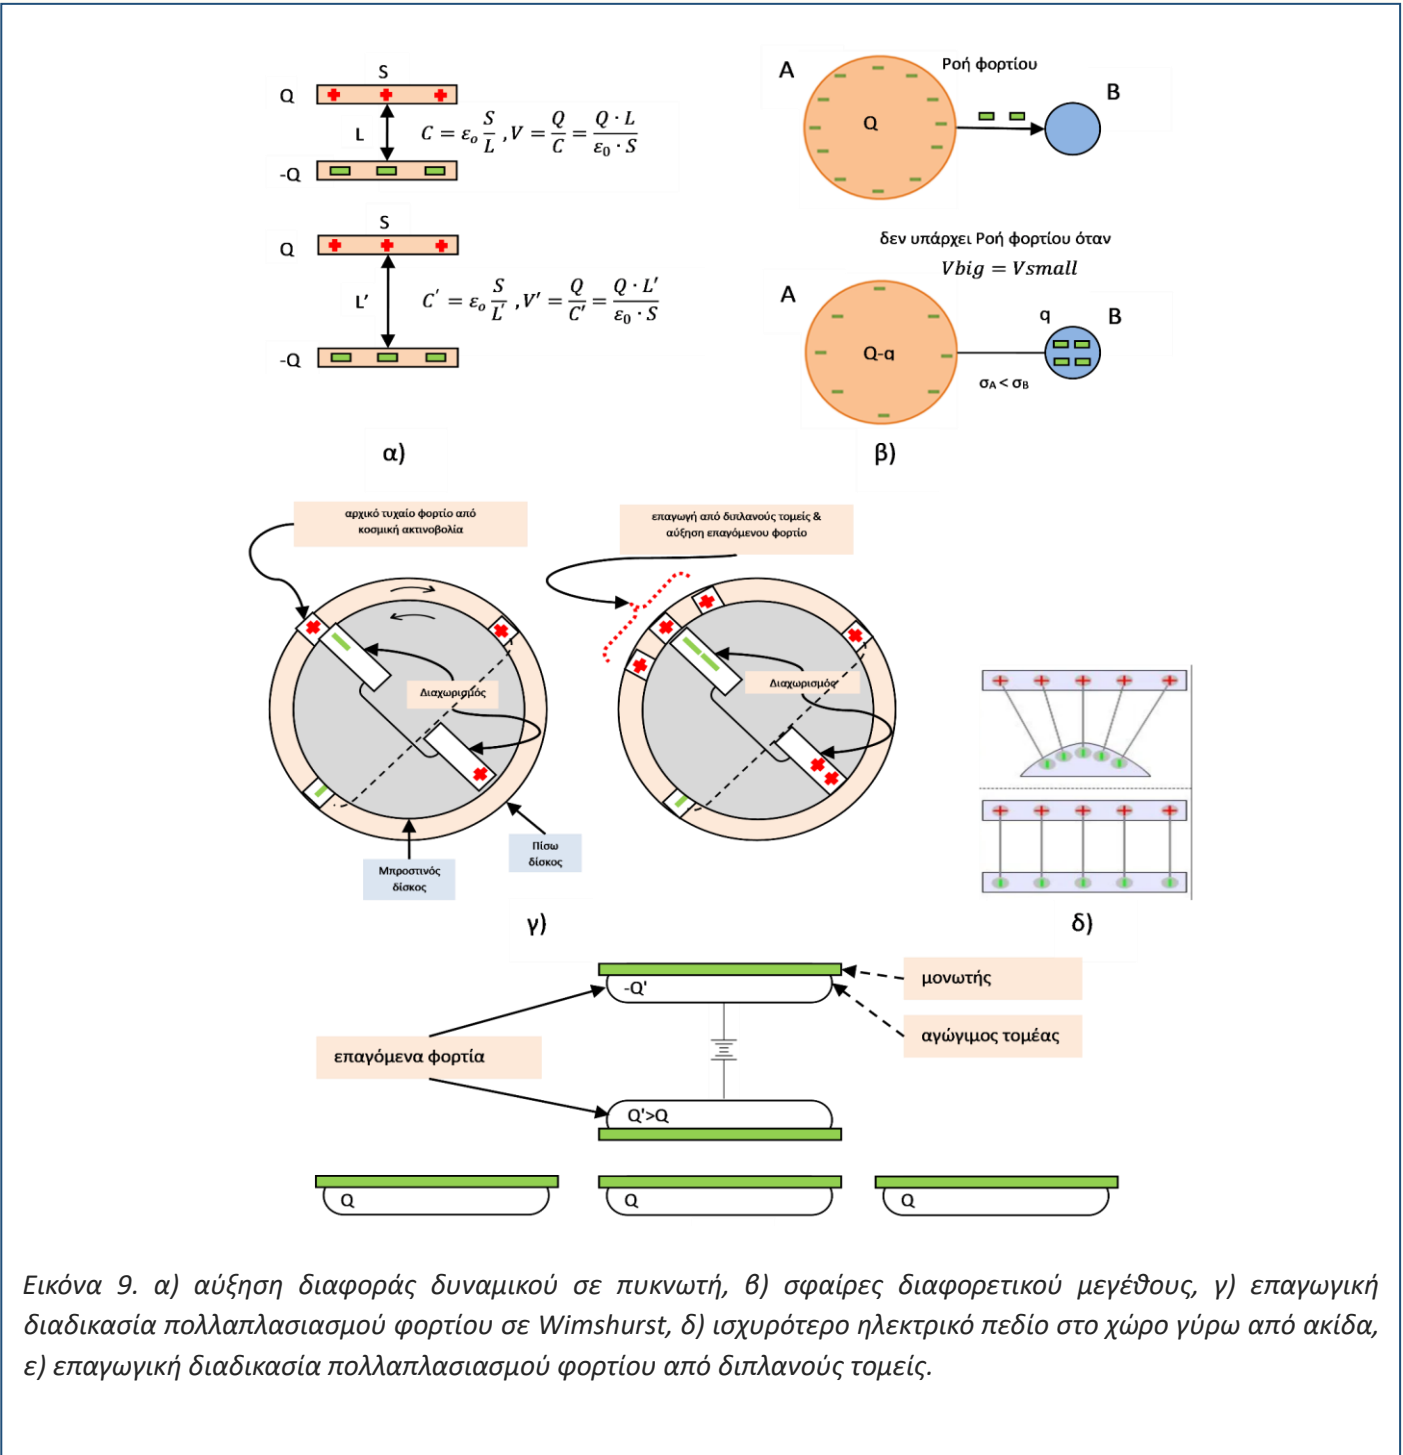 S
Q
L
C = εₒ S/L , V = Q/C = Q · L / ε₀ · S
-Q
S
Q
L’
C′ = εₒ S/L′ , V′ = Q/C′ = Q · L′ / ε₀ · S
-Q
α)
A
Ροή φορτίου
B
Q
δεν υπάρχει Ροή φορτίου όταν
Vbig = Vsmall
A
q
B
Q-q
σA < σB
β)
αρχικό τυχαίο φορτίο από
κοσμική ακτινοβολία
επαγωγή από διπλανούς τομείς &
αύξηση επαγόμενου φορτίο
Διαχωρισμός
Διαχωρισμός
Πίσω
δίσκος
Μπροστινός
δίσκος
γ)
δ)
-Q'
μονωτής
αγώγιμος τομέας
επαγόμενα φορτία
Q'>Q
Q
Q
Q
Εικόνα 9. α) αύξηση διαφοράς δυναμικού σε πυκνωτή, β) σφαίρες διαφορετικού μεγέθους, γ) επαγωγική
διαδικασία πολλαπλασιασμού φορτίου σε Wimshurst, δ) ισχυρότερο ηλεκτρικό πεδίο στο χώρο γύρω από ακίδα,
ε) επαγωγική διαδικασία πολλαπλασιασμού φορτίου από διπλανούς τομείς.